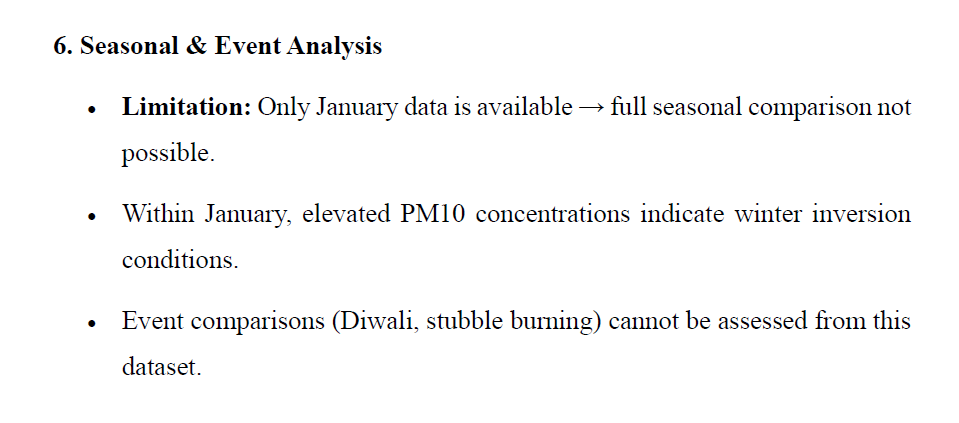 6. Seasonal & Event Analysis
• Limitation: Only January data is available → full seasonal comparison not
possible.
• Within January, elevated PM10 concentrations indicate winter inversion
conditions.
• Event comparisons (Diwali, stubble burning) cannot be assessed from this
dataset.